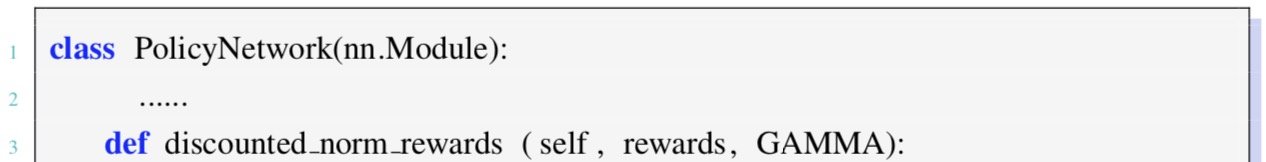 1 class PolicyNetwork(nn.Module):
2 ......
3 def discounted_norm_rewards ( self , rewards, GAMMA):